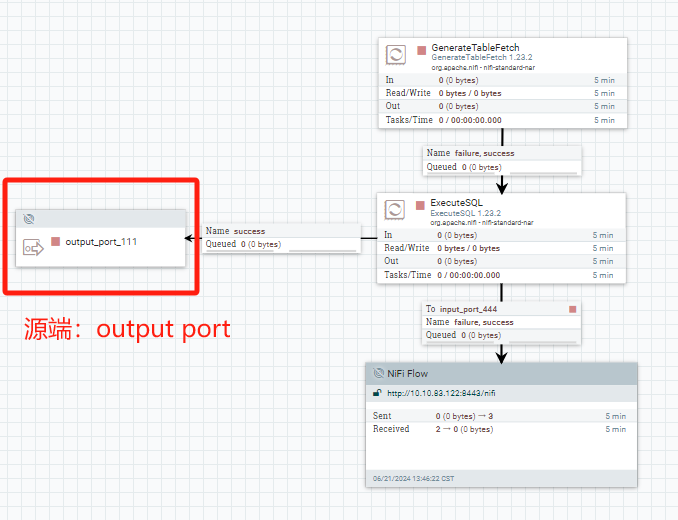 GenerateTableFetch
GenerateTableFetch 1.23.2
org.apache.nifi - nifi-standard-nar
In 0 (0 bytes) 5 min
Read/Write 0 bytes / 0 bytes 5 min
Out 0 (0 bytes) 5 min
Tasks/Time 0 / 00:00:00.000 5 min
Name failure, success
Queued 0 (0 bytes)
ExecuteSQL
ExecuteSQL 1.23.2
org.apache.nifi - nifi-standard-nar
In 0 (0 bytes) 5 min
Read/Write 0 bytes / 0 bytes 5 min
Out 0 (0 bytes) 5 min
Tasks/Time 0 / 00:00:00.000 5 min
Name success
Queued 0 (0 bytes)
output_port_111
源端：output port
To input_port_444
Name failure, success
Queued 0 (0 bytes)
NiFi Flow
http://10.10.83.122:8443/nifi
Sent 0 (0 bytes) → 3 5 min
Received 2 → 0 (0 bytes) 5 min
06/21/2024 13:46:22 CST